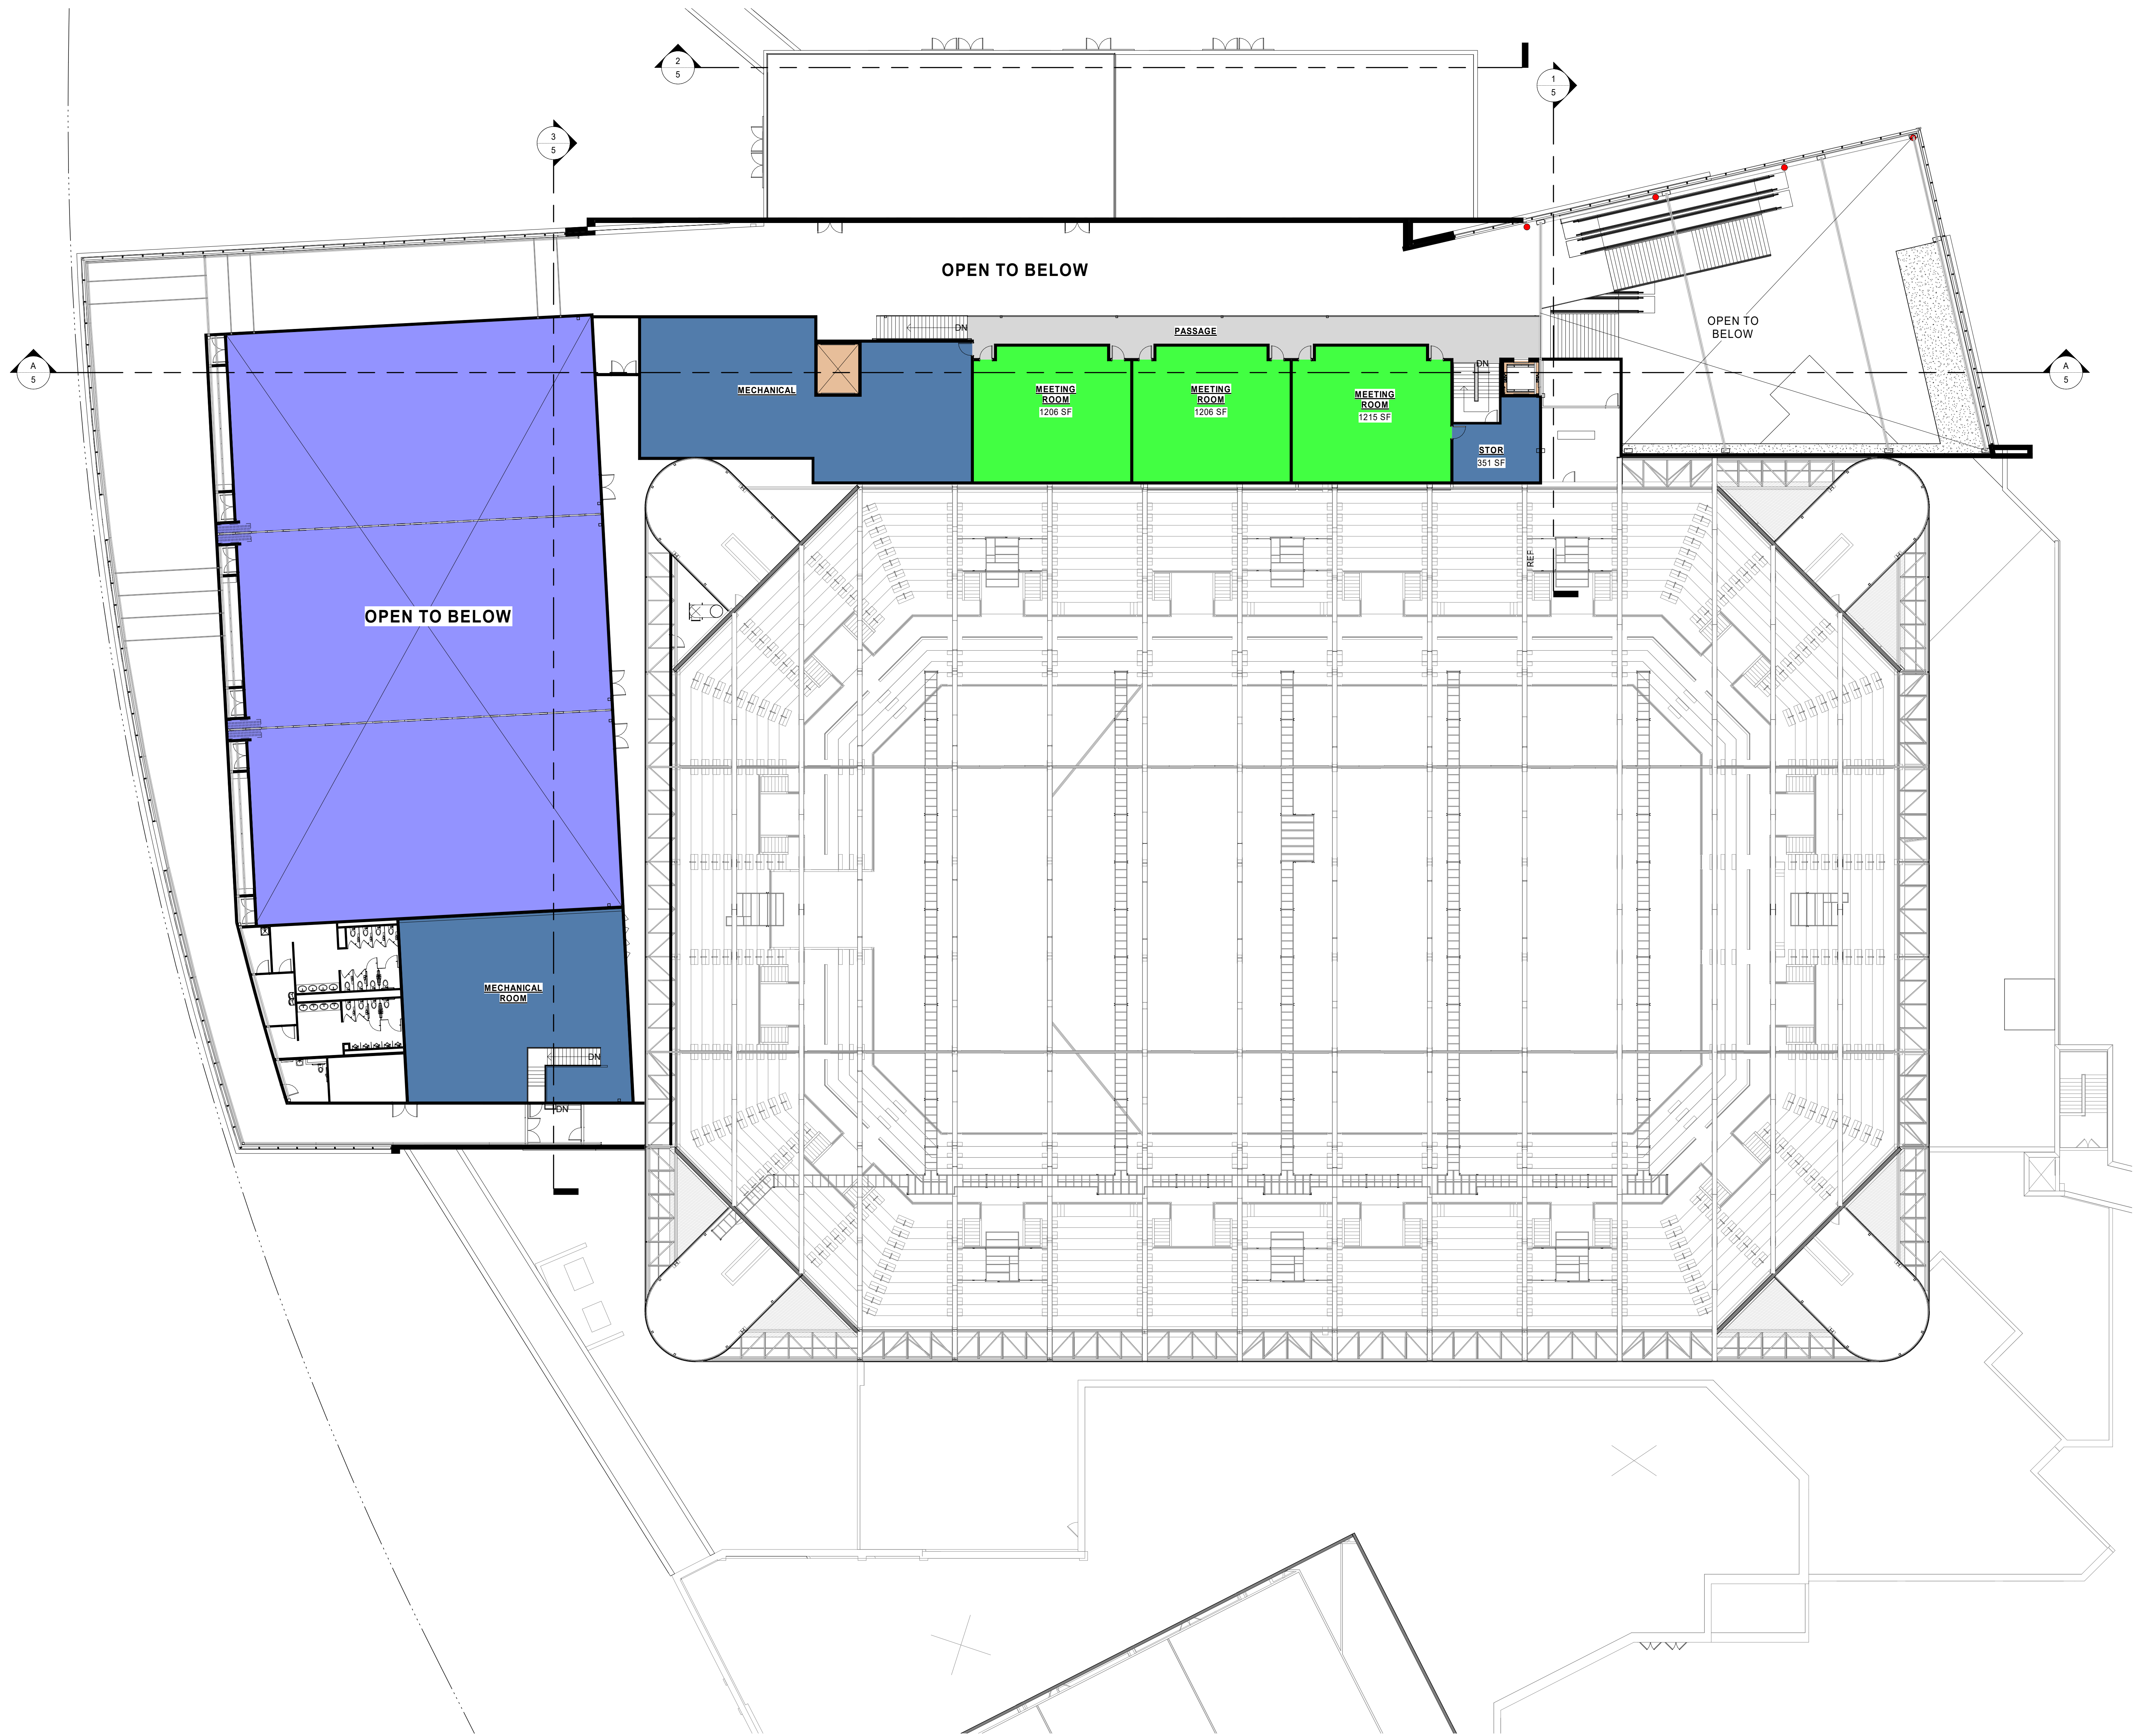 2
5
1
5
3
5
OPEN TO BELOW
OPEN TO
BELOW
DN
PASSAGE
A
5
DN
A
5
MECHANICAL
MEETING
ROOM
1206 SF
MEETING
ROOM
1206 SF
MEETING
ROOM
1215 SF
STOR
351 SF
REF
OPEN TO BELOW
MECHANICAL
ROOM
DN
DN